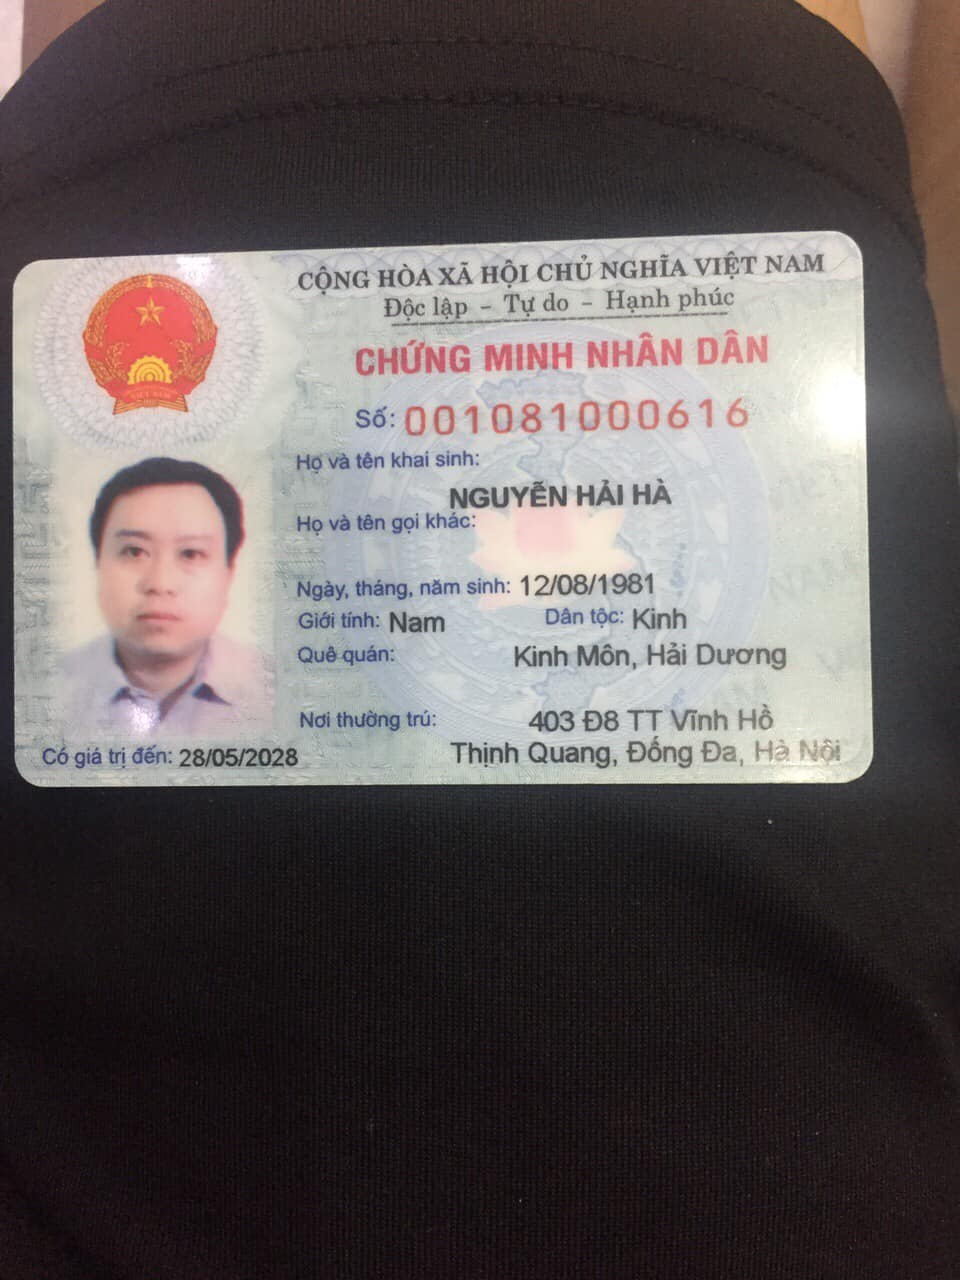 CỘNG HÒA XÃ HỘI CHỦ NGHĨA VIỆT NAM
Độc lập - Tự do - Hạnh phúc
CHỨNG MINH NHÂN DÂN
Số: 001081000616
Họ và tên khai sinh:
NGUYỄN HẢI HÀ
Họ và tên gọi khác:
Ngày, tháng, năm sinh: 12/08/1981
Giới tính: Nam Dân tộc: Kinh
Quê quán: Kinh Môn, Hải Dương
Nơi thường trú: 403 Đ8 TT Vĩnh Hồ
Thịnh Quang, Đống Đa, Hà Nội
Có giá trị đến: 28/05/2028
VIỆT NAM